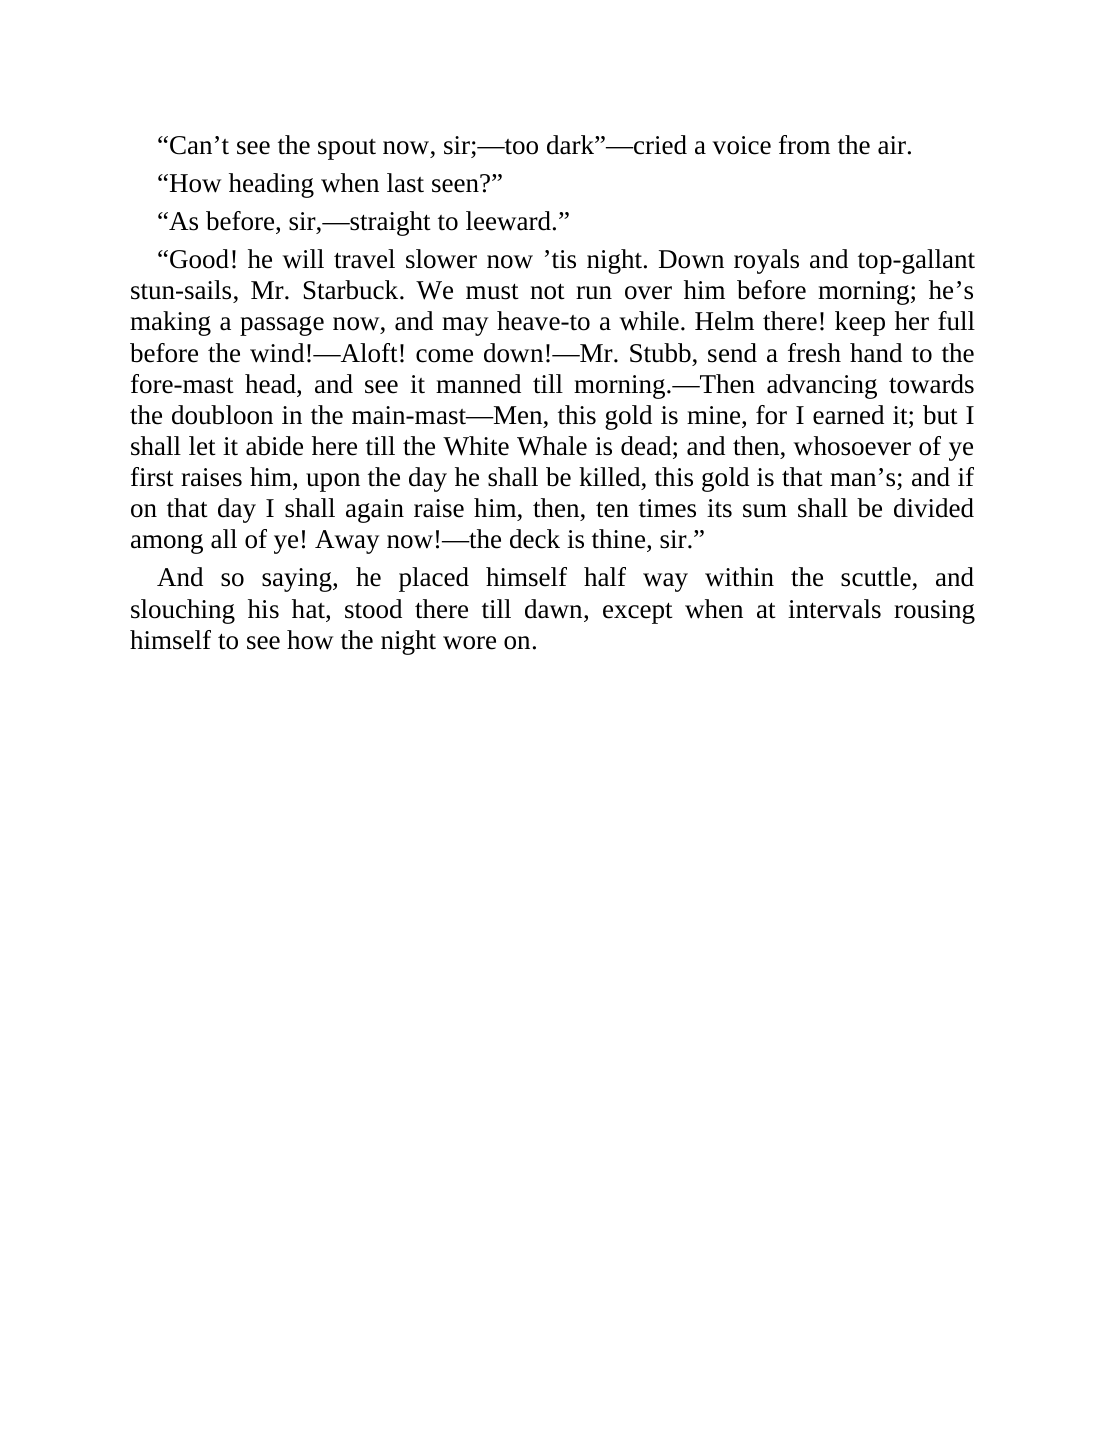 “Can’t see the spout now, sir;—too dark”—cried a voice from the air.
“How heading when last seen?”
“As before, sir,—straight to leeward.”
“Good! he will travel slower now ’tis night. Down royals and top-gallant
stun-sails, Mr. Starbuck. We must not run over him before morning; he’s
making a passage now, and may heave-to a while. Helm there! keep her full
before the wind!—Aloft! come down!—Mr. Stubb, send a fresh hand to the
fore-mast head, and see it manned till morning.—Then advancing towards
the doubloon in the main-mast—Men, this gold is mine, for I earned it; but I
shall let it abide here till the White Whale is dead; and then, whosoever of ye
first raises him, upon the day he shall be killed, this gold is that man’s; and if
on that day I shall again raise him, then, ten times its sum shall be divided
among all of ye! Away now!—the deck is thine, sir.”
And so saying, he placed himself half way within the scuttle, and
slouching his hat, stood there till dawn, except when at intervals rousing
himself to see how the night wore on.